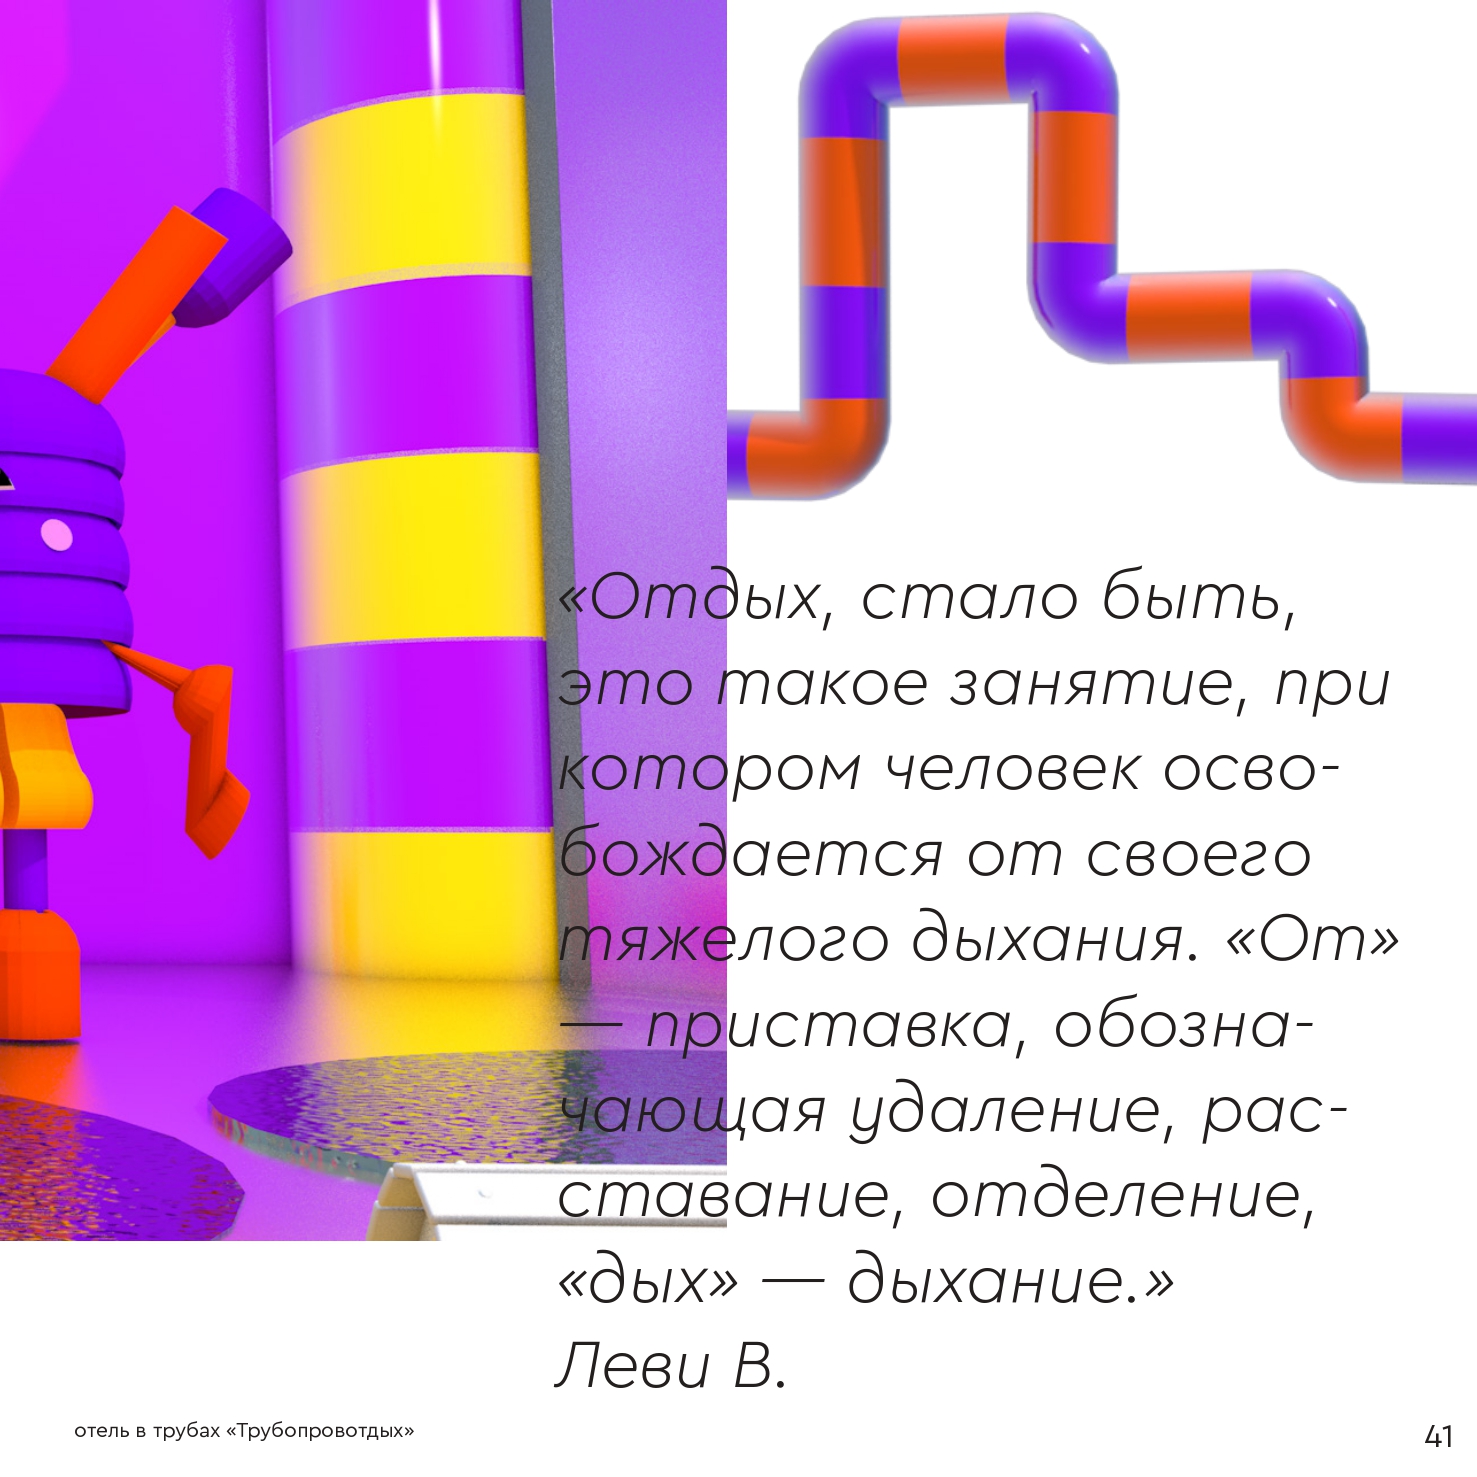 «Отдых, стало быть,
это такое занятие, при
котором человек осво-
бождается от своего
тяжелого дыхания. «От»
— приставка, обозна-
чающая удаление, рас-
ставание, отделение,
«дых» — дыхание.»
Леви В.
отель в трубах «Трубопровотдых»
41